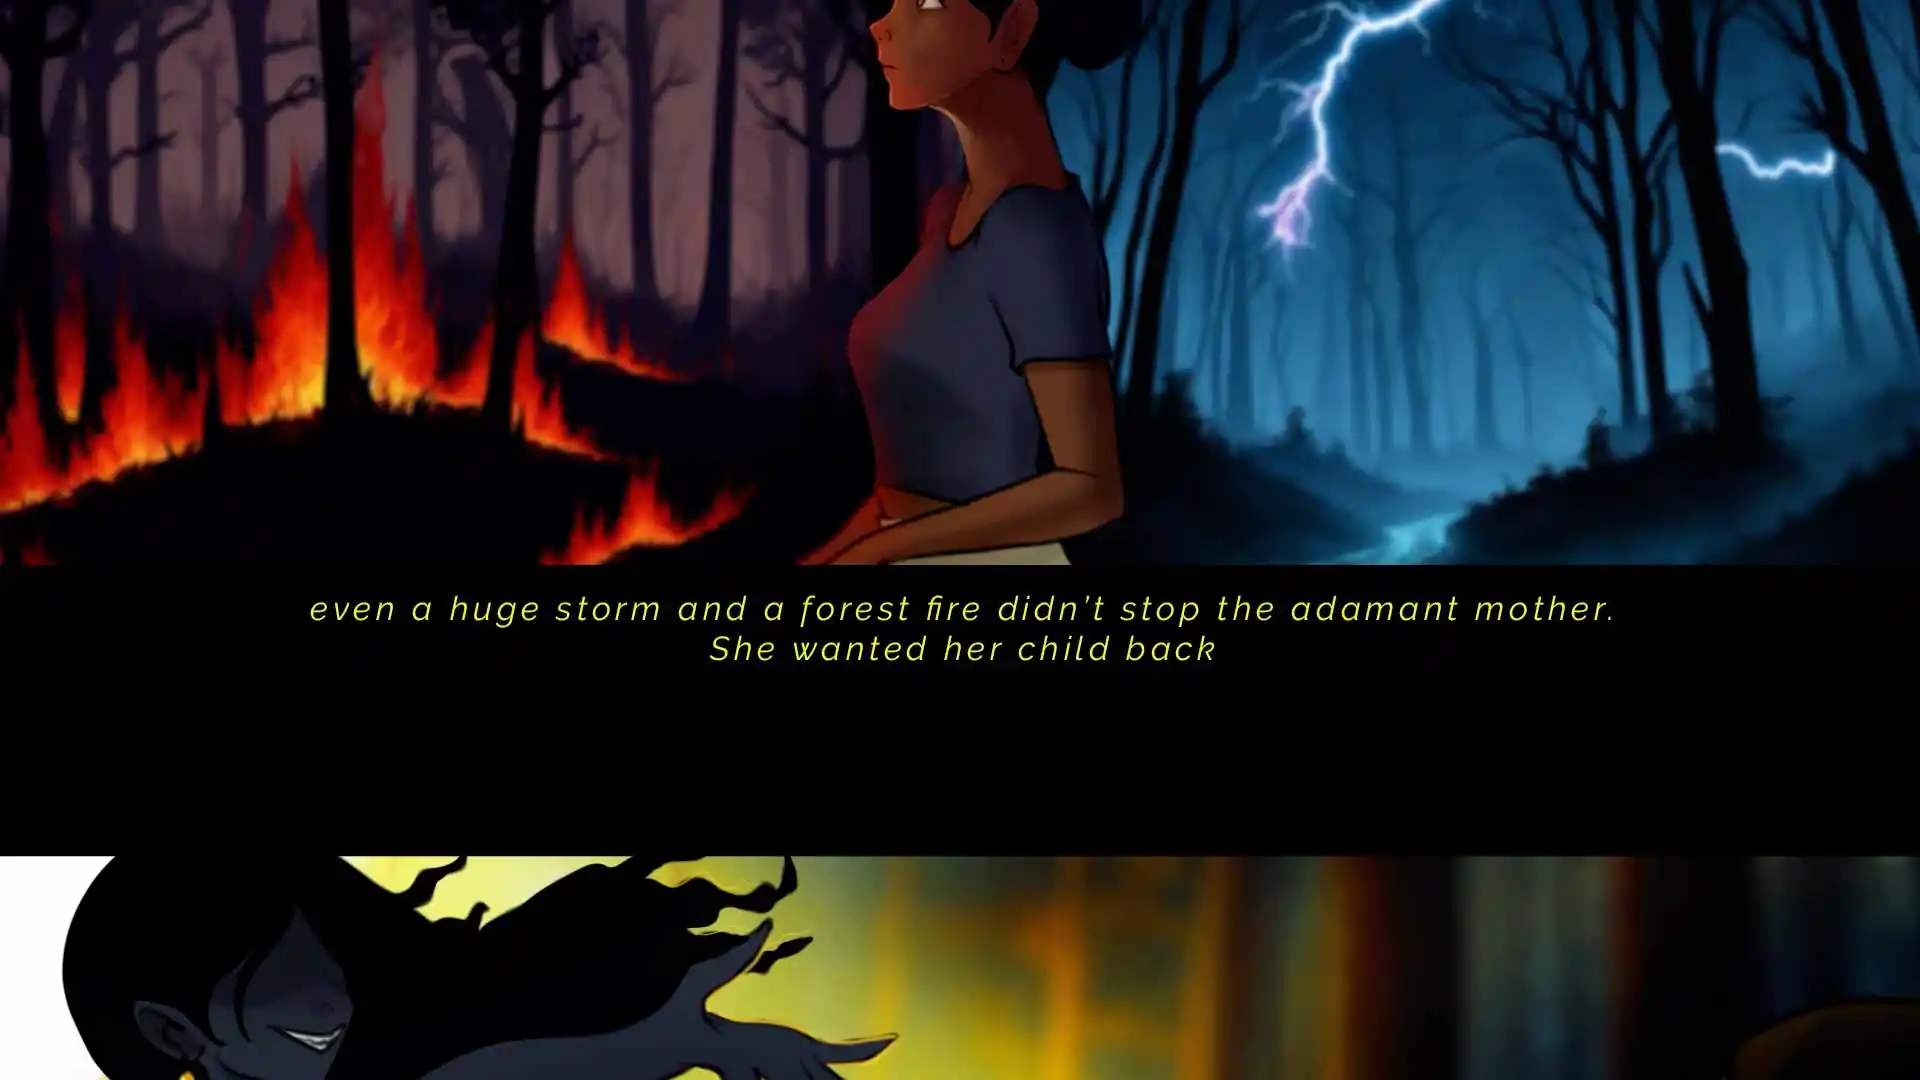 even a huge storm and a forest fire didn’t stop the adamant mother.
She wanted her child back